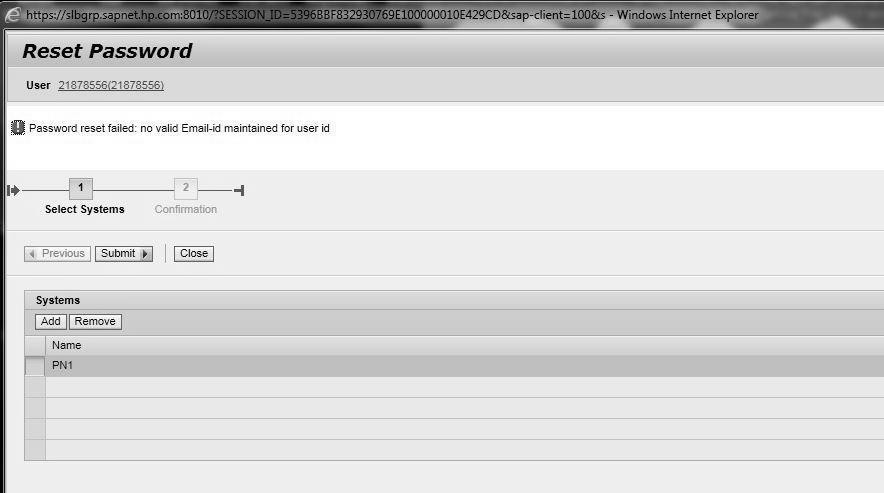 https://slbgrp.sapnet.hp.com:8010/?SESSION_ID=5396BBF832930769E100000010E429CD&sap-client=100&s - Windows Internet Explorer
Reset Password
User 21878556(21878556)
Password reset failed: no valid Email-id maintained for user id
1 2
Select Systems Confirmation
Previous Submit Close
Systems
Add Remove
Name
PN1